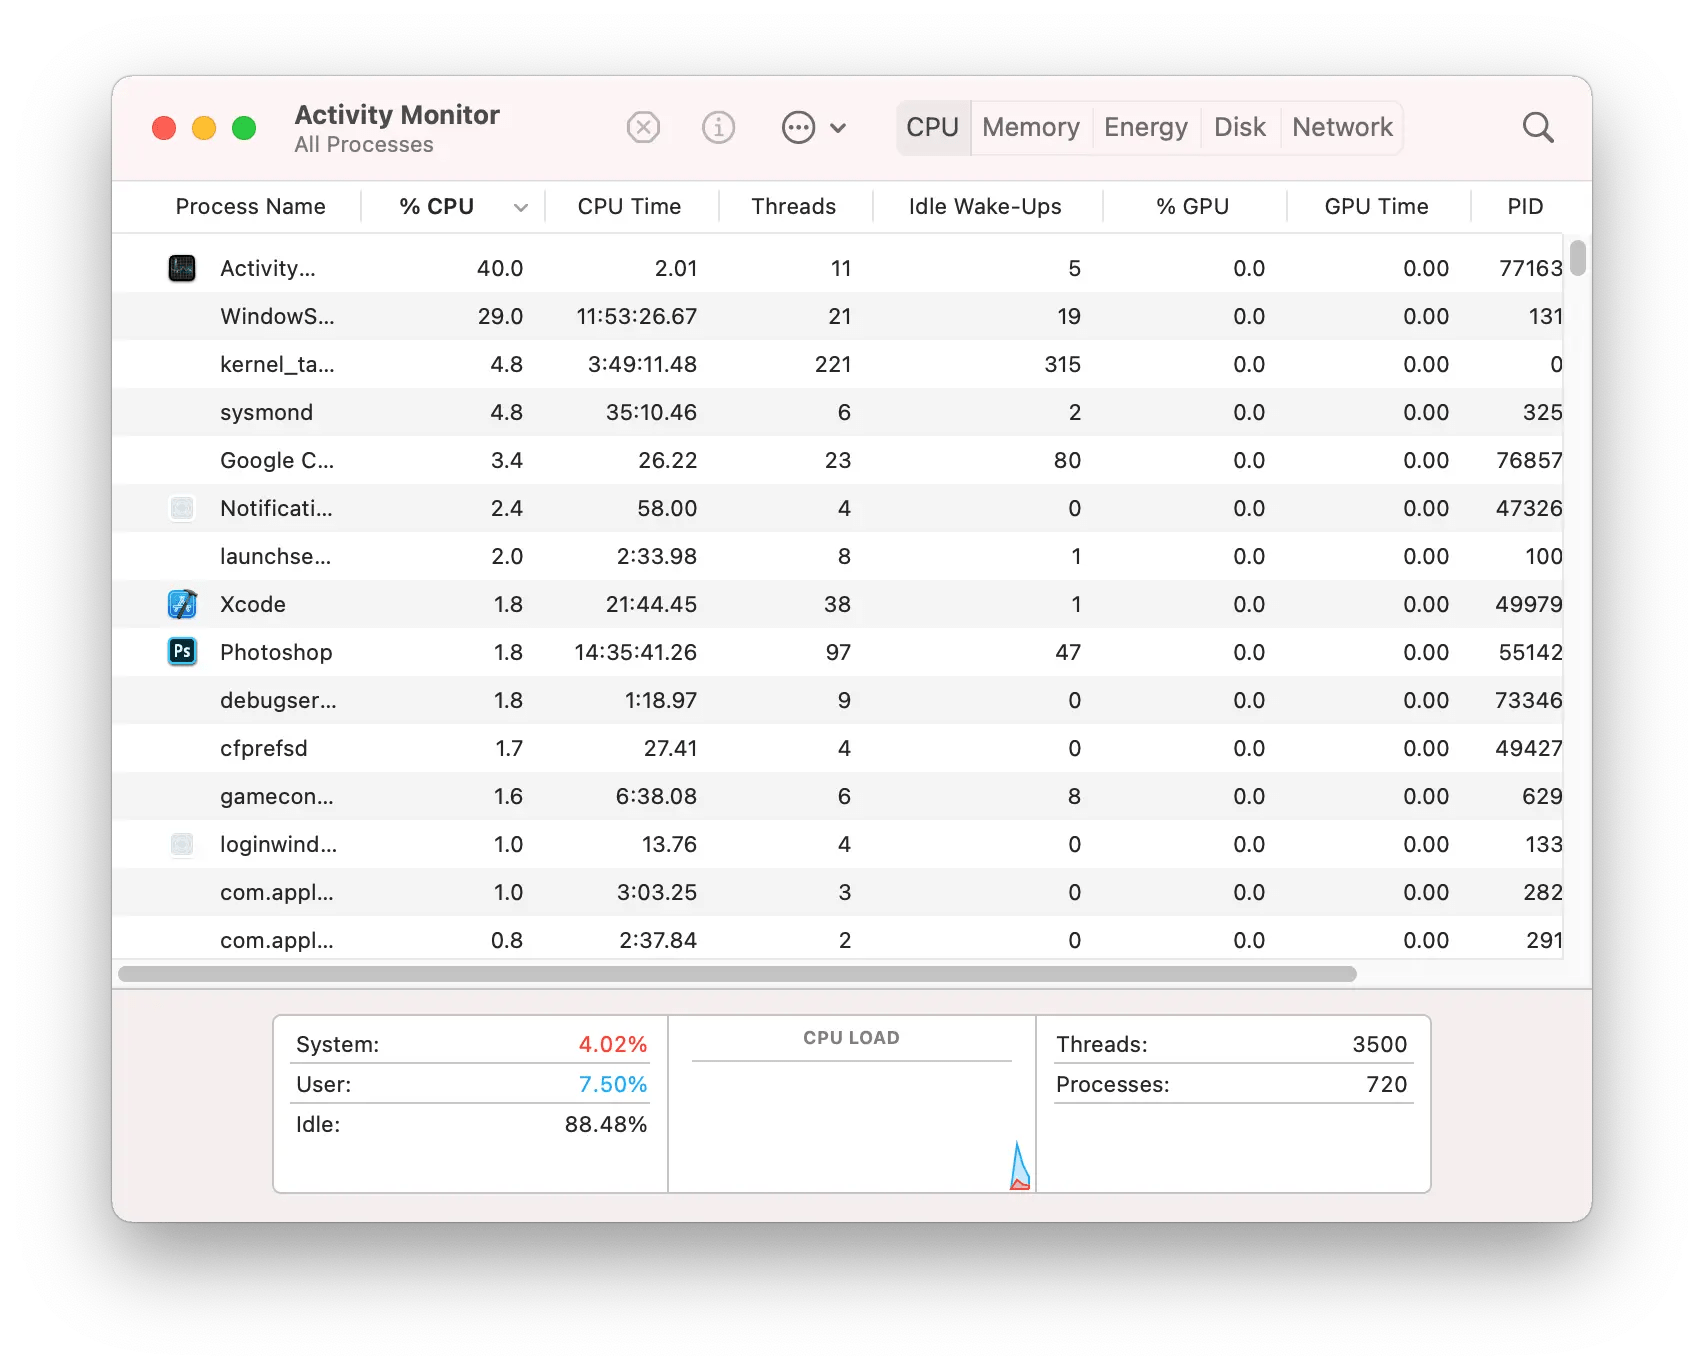 Activity Monitor
All Processes
CPU Memory Energy Disk Network
Process Name % CPU CPU Time Threads Idle Wake-Ups % GPU GPU Time PID
Activity... 40.0 2.01 11 5 0.0 0.00 77163
WindowS... 29.0 11:53:26.67 21 19 0.0 0.00 131
kernel_ta... 4.8 3:49:11.48 221 315 0.0 0.00 0
sysmond 4.8 35:10.46 6 2 0.0 0.00 325
Google C... 3.4 26.22 23 80 0.0 0.00 76857
Notificati... 2.4 58.00 4 0 0.0 0.00 47326
launchse... 2.0 2:33.98 8 1 0.0 0.00 100
Xcode 1.8 21:44.45 38 1 0.0 0.00 49979
Ps Photoshop 1.8 14:35:41.26 97 47 0.0 0.00 55142
debugser... 1.8 1:18.97 9 0 0.0 0.00 73346
cfprefsd 1.7 27.41 4 0 0.0 0.00 49427
gamecon... 1.6 6:38.08 6 8 0.0 0.00 629
loginwind... 1.0 13.76 4 0 0.0 0.00 133
com.appl... 1.0 3:03.25 3 0 0.0 0.00 282
com.appl... 0.8 2:37.84 2 0 0.0 0.00 291
System: 4.02%
User: 7.50%
Idle: 88.48%
CPU LOAD
Threads: 3500
Processes: 720